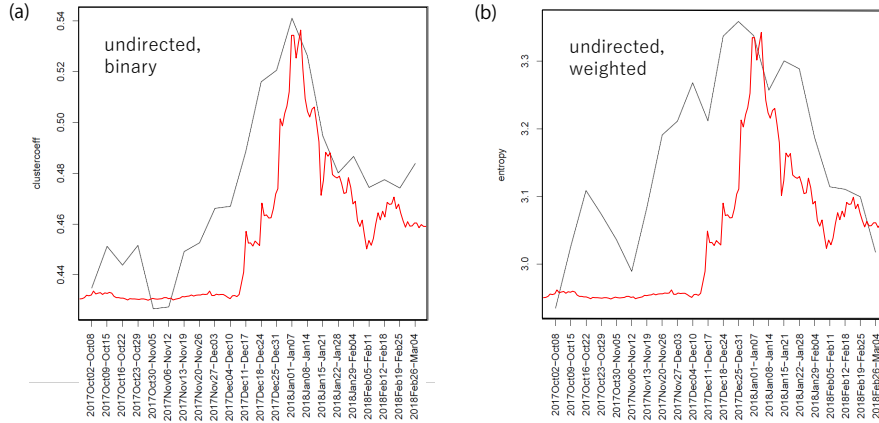 (a)
undirected,
binary
clustercoeff
0.54
0.52
0.50
0.48
0.46
0.44
2017Oct02−Oct08
2017Oct09−Oct15
2017Oct16−Oct22
2017Oct23−Oct29
2017Oct30−Nov05
2017Nov06−Nov12
2017Nov13−Nov19
2017Nov20−Nov26
2017Nov27−Dec03
2017Dec04−Dec10
2017Dec11−Dec17
2017Dec18−Dec24
2017Dec25−Dec31
2018Jan01−Jan07
2018Jan08−Jan14
2018Jan15−Jan21
2018Jan22−Jan28
2018Jan29−Feb04
2018Feb05−Feb11
2018Feb12−Feb18
2018Feb19−Feb25
2018Feb26−Mar04
(b)
undirected,
weighted
entropy
3.3
3.2
3.1
3.0
2017Oct02−Oct08
2017Oct09−Oct15
2017Oct16−Oct22
2017Oct23−Oct29
2017Oct30−Nov05
2017Nov06−Nov12
2017Nov13−Nov19
2017Nov20−Nov26
2017Nov27−Dec03
2017Dec04−Dec10
2017Dec11−Dec17
2017Dec18−Dec24
2017Dec25−Dec31
2018Jan01−Jan07
2018Jan08−Jan14
2018Jan15−Jan21
2018Jan22−Jan28
2018Jan29−Feb04
2018Feb05−Feb11
2018Feb12−Feb18
2018Feb19−Feb25
2018Feb26−Mar04